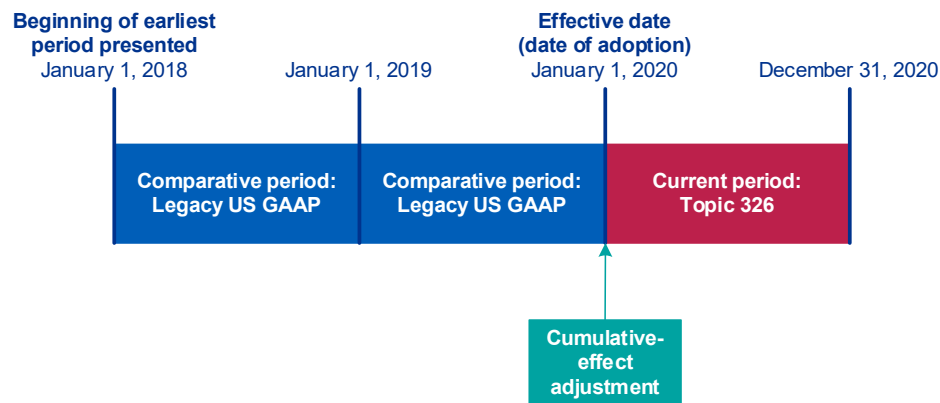 Beginning of earliest
period presented
January 1, 2018
January 1, 2019
Effective date
(date of adoption)
January 1, 2020
December 31, 2020
Comparative period:
Legacy US GAAP
Comparative period:
Legacy US GAAP
Current period:
Topic 326
Cumulative-
effect
adjustment